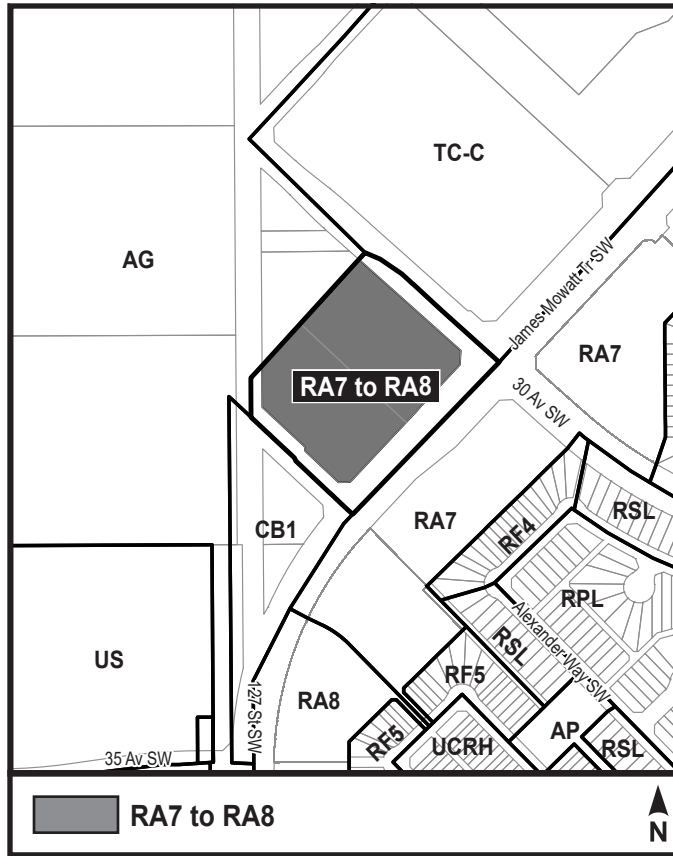 TC-C
AG
James Mowatt Tr SW
RA7
RA7 to RA8
30 Av SW
RSL
RF4
RA7
CB1
RPL
Alexander Way SW
RSL
US
RF5
RA8
127 St SW
AP
RF5
UCRH
RSL
35 Av SW
RA7 to RA8
N